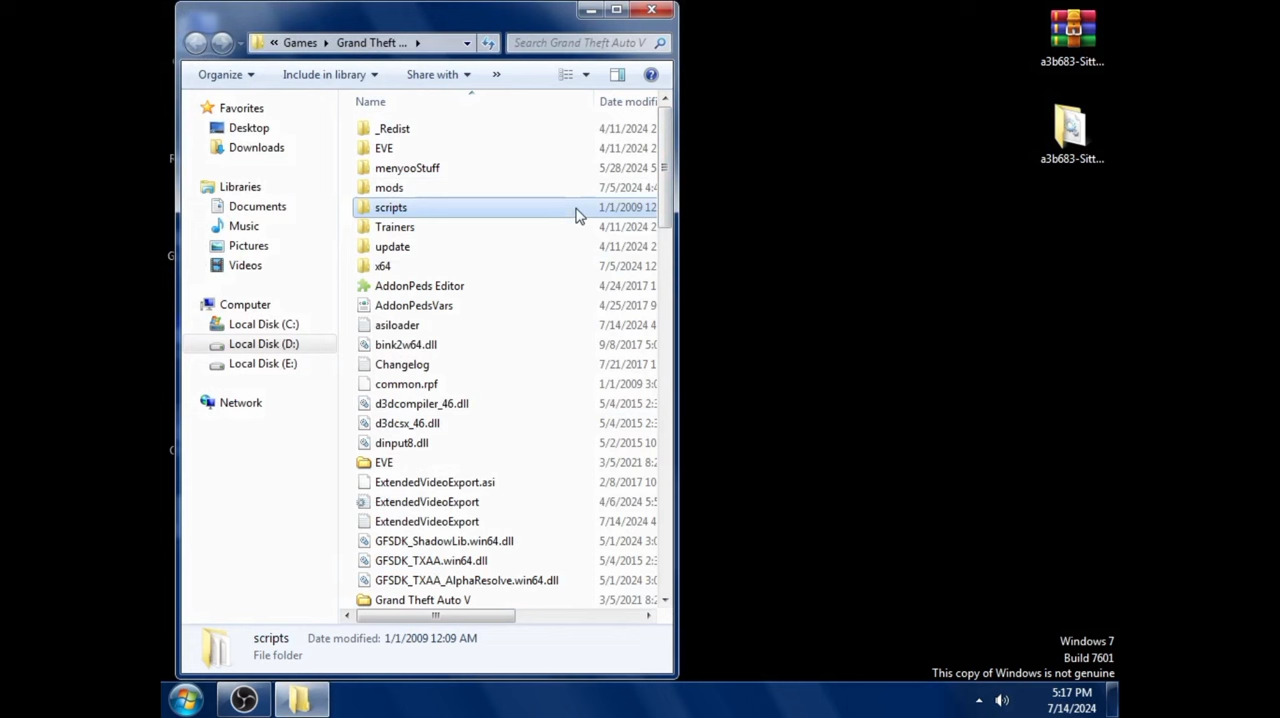 Games
Grand Theft ...
Search Grand Theft Auto V
Organize
Include in library
Share with
»
Name
Date modifi
Favorites
Desktop
Downloads
Libraries
Documents
Music
Pictures
Videos
Computer
Local Disk (C:)
Local Disk (D:)
Local Disk (E:)
Network
_Redist 4/11/2024 2
EVE 4/11/2024 2
menyooStuff 5/28/2024 5
mods 7/5/2024 4:4
scripts 1/1/2009 12
Trainers 4/11/2024 2
update 4/11/2024 2
x64 7/5/2024 12
AddonPeds Editor 4/24/2017 1
AddonPedsVars 4/25/2017 9
asiloader 7/14/2024 4
bink2w64.dll 9/8/2017 5:0
Changelog 7/21/2017 1
common.rpf 1/1/2009 3:0
d3dcompiler_46.dll 5/4/2015 2:3
d3dcsx_46.dll 5/4/2015 2:3
dinput8.dll 5/2/2015 10
EVE 3/5/2021 8:2
ExtendedVideoExport.asi 2/8/2017 10
ExtendedVideoExport 4/6/2024 5:5
ExtendedVideoExport 7/14/2024 4
GFSDK_ShadowLib.win64.dll 5/1/2024 3:0
GFSDK_TXAA.win64.dll 5/4/2015 2:3
GFSDK_TXAA_AlphaResolve.win64.dll 5/1/2024 3:0
Grand Theft Auto V 3/5/2021 8:2
scripts Date modified: 1/1/2009 12:09 AM
File folder
a3b683-Sitt...
a3b683-Sitt...
Windows 7
Build 7601
This copy of Windows is not genuine
5:17 PM
7/14/2024